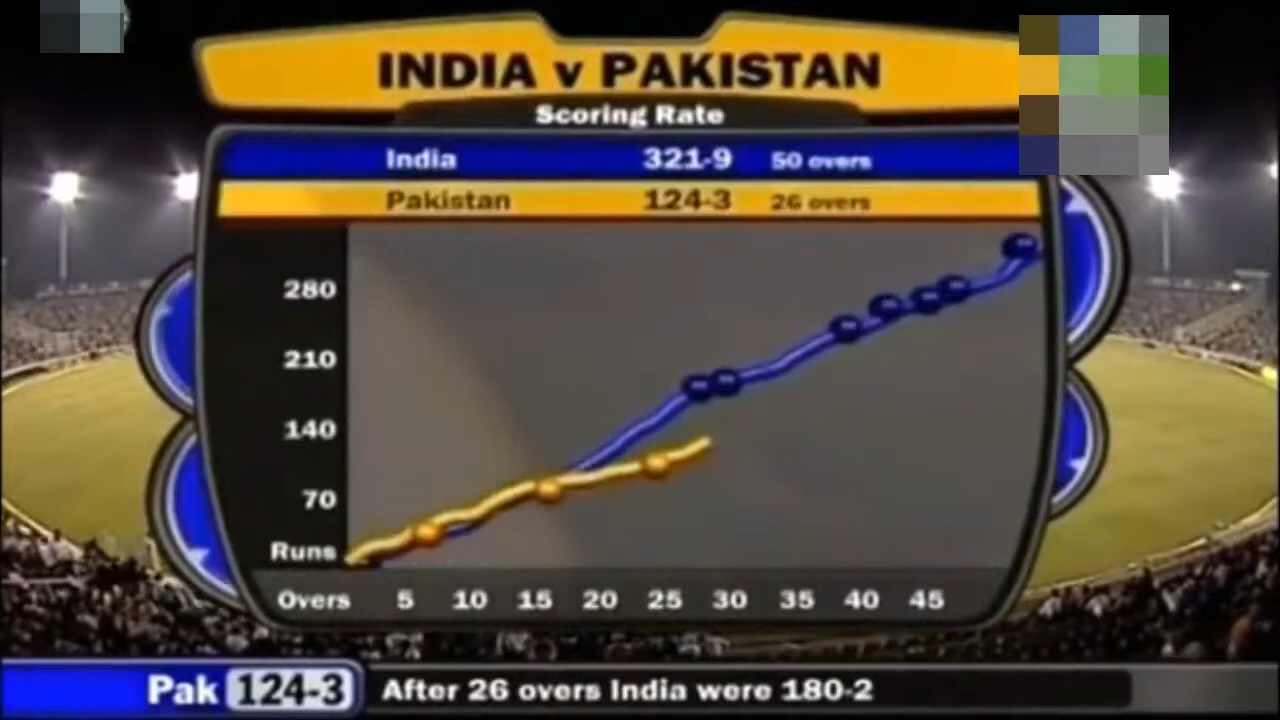 INDIA v PAKISTAN
Scoring Rate
India 321-9 50 overs
Pakistan 124-3 26 overs
280
210
140
70
Runs
Overs 5 10 15 20 25 30 35 40 45
Pak 124-3 After 26 overs India were 180-2